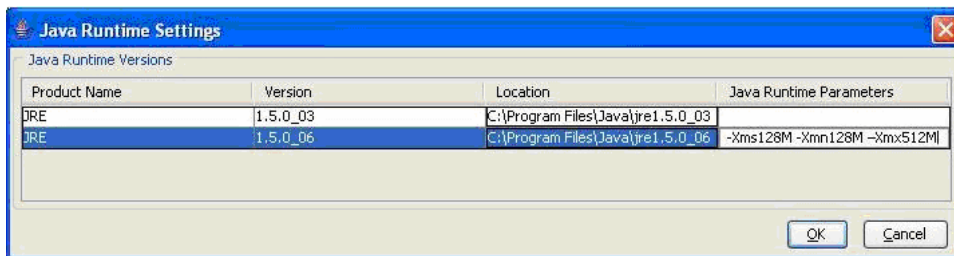 Java Runtime Settings
Java Runtime Versions
Product Name Version Location Java Runtime Parameters
JRE 1.5.0_03 C:\Program Files\Java\jre1.5.0_03
JRE 1.5.0_06 C:\Program Files\Java\jre1.5.0_06 -Xms128M -Xmn128M –Xmx512M
OK Cancel